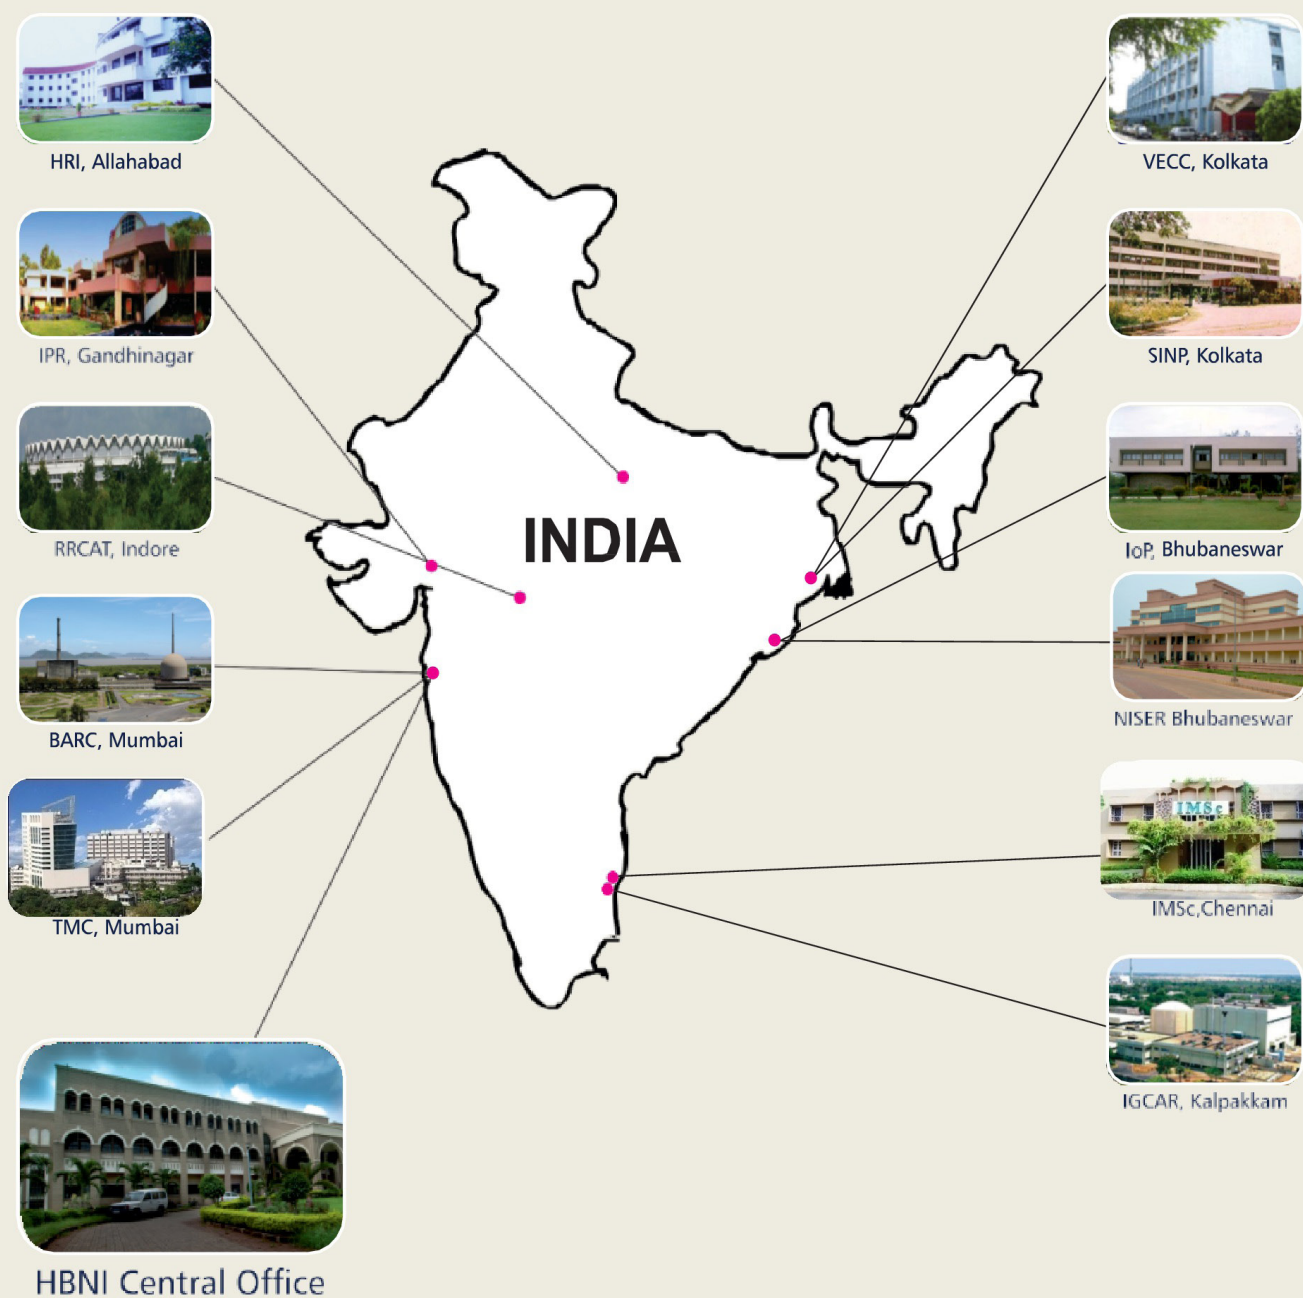 HRI, Allahabad
VECC, Kolkata
IPR, Gandhinagar
SINP, Kolkata
RRCAT, Indore
INDIA
IoP, Bhubaneswar
BARC, Mumbai
NISER Bhubaneswar
TMC, Mumbai
IMSc
IMSc,Chennai
IGCAR, Kalpakkam
HBNI Central Office